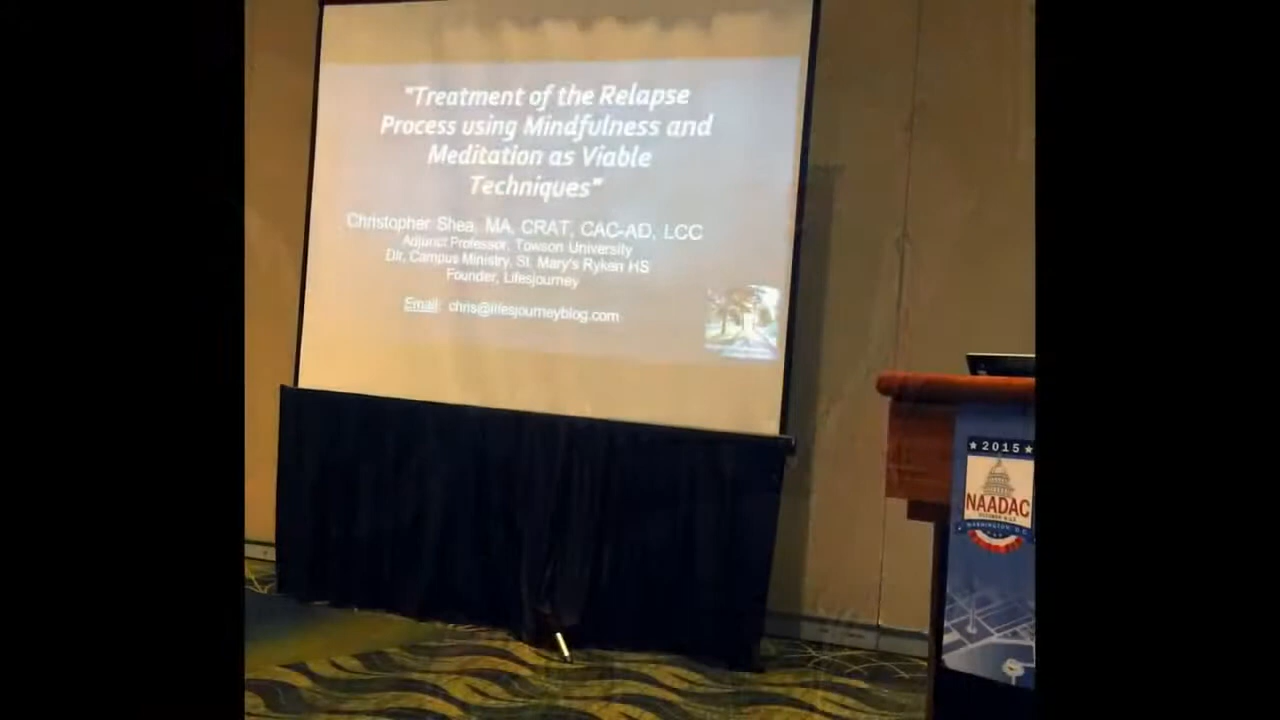 "Treatment of the Relapse
Process using Mindfulness and
Meditation as Viable
Techniques"
Christopher Shea, MA, CRAT, CAC-AD, LCC
Adjunct Professor, Towson University
Dir, Campus Ministry, St. Mary's Ryken HS
Founder, Lifesjourney
Email: chris@lifesjourneyblog.com
★ 2015 ★
NAADAC
WASHINGTON, D.C.